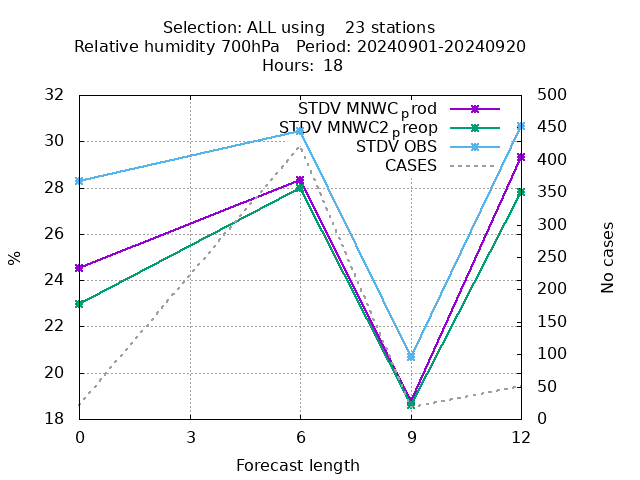 Selection: ALL using    23 stations
Relative humidity 700hPa   Period: 20240901-20240920
Hours: 18
STDV MNWCprod
STDV MNWC2preop
STDV OBS
CASES
32
30
28
26
24
22
20
18
%
500
450
400
350
300
250
200
150
100
50
0
No cases
0 3 6 9 12
Forecast length